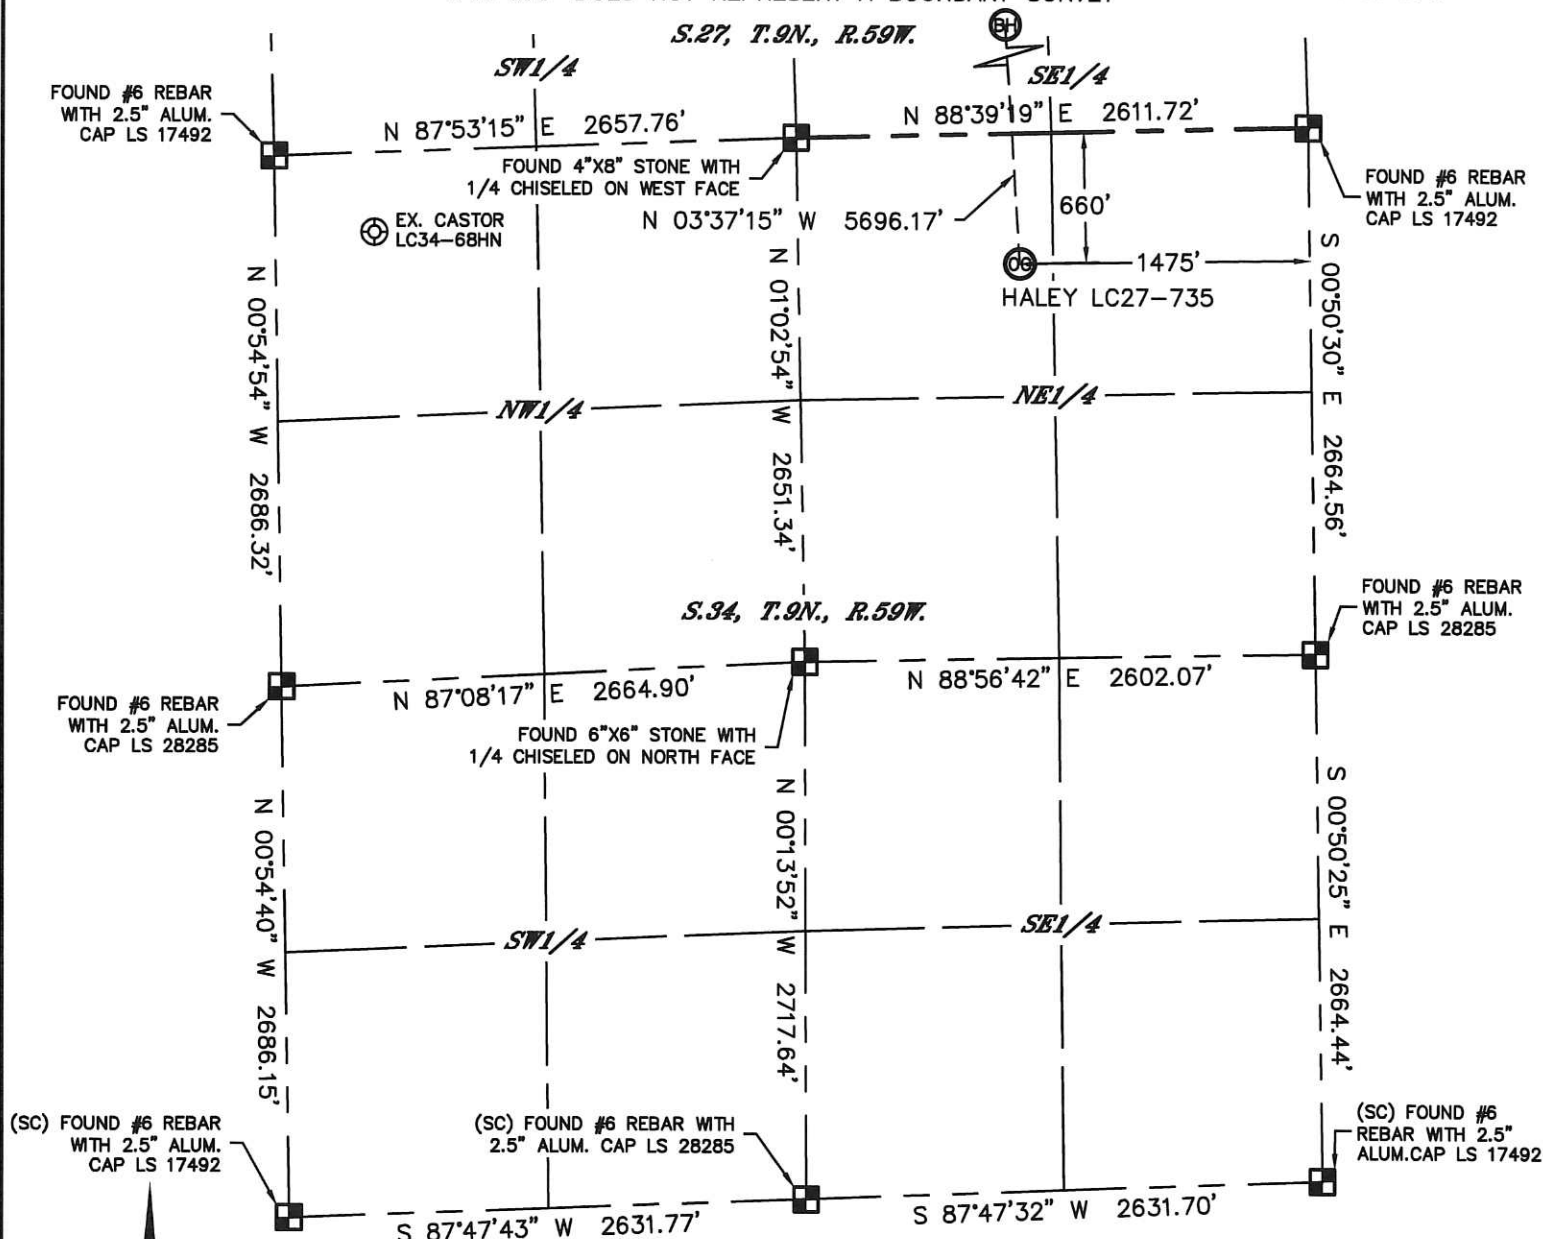 S.27, T.9N., R.59W.
BH
SW1/4
SE1/4
FOUND #6 REBAR
WITH 2.5" ALUM.
CAP LS 17492
N 87°53'15" E 2657.76'
N 88°39'19" E 2611.72'
FOUND 4"X8" STONE WITH
1/4 CHISELED ON WEST FACE
FOUND #6 REBAR
WITH 2.5" ALUM.
CAP LS 17492
EX. CASTOR
LC34-68HN
N 03°37'15" W 5696.17'
660'
OG
1475'
HALEY LC27-735
N 00°54'54" W 2686.32'
N 01°02'54" W 2651.34'
S 00°50'30" E 2664.56'
NW1/4
NE1/4
S.34, T.9N., R.59W.
FOUND #6 REBAR
WITH 2.5" ALUM.
CAP LS 28285
N 87°08'17" E 2664.90'
N 88°56'42" E 2602.07'
FOUND #6 REBAR
WITH 2.5" ALUM.
CAP LS 28285
FOUND 6"X6" STONE WITH
1/4 CHISELED ON NORTH FACE
N 00°54'40" W 2686.15'
N 00°13'52" W 2717.64'
S 00°50'25" E 2664.44'
SW1/4
SE1/4
(SC) FOUND #6 REBAR
WITH 2.5" ALUM.
CAP LS 17492
(SC) FOUND #6 REBAR WITH
2.5" ALUM. CAP LS 28285
(SC) FOUND #6
REBAR WITH 2.5"
ALUM.CAP LS 17492
S 87°47'43" W 2631.77'
S 87°47'32" W 2631.70'